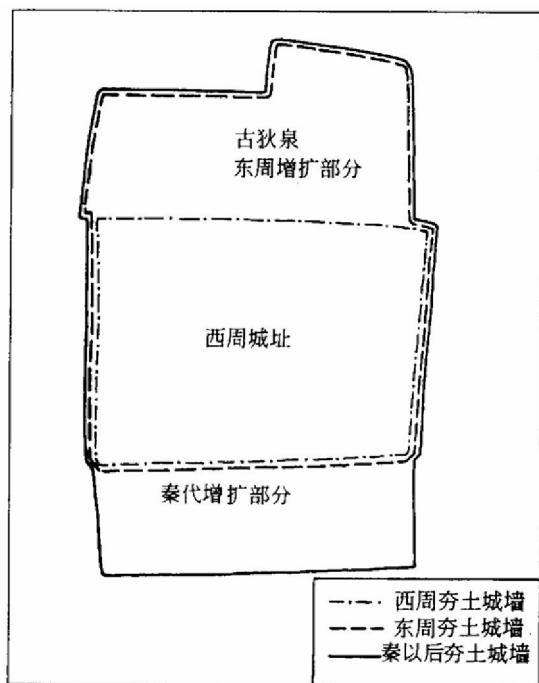 古狄泉
东周增扩部分
西周城址
秦代增扩部分
西周夯土城墙
东周夯土城墙
秦以后夯土城墙